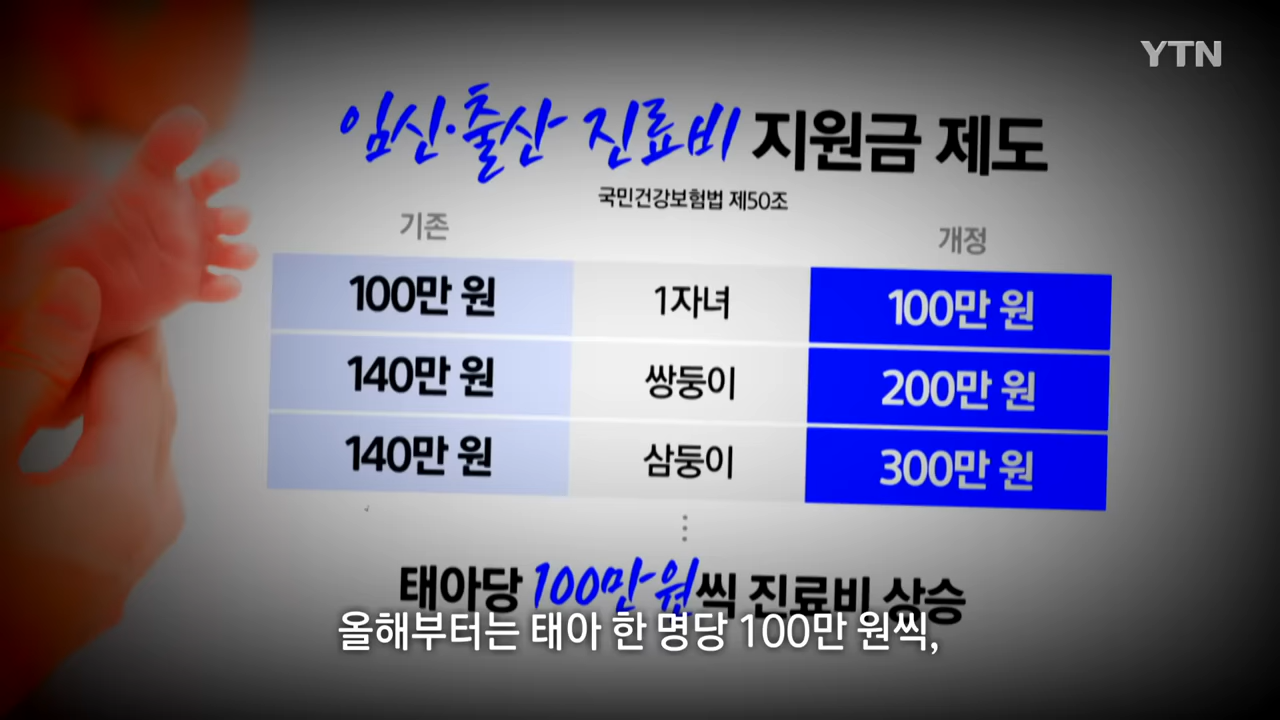 YTN
임신·출산 진료비 지원금 제도
국민건강보험법 제50조
기존 개정
100만 원 1자녀 100만 원
140만 원 쌍둥이 200만 원
140만 원 삼둥이 300만 원
태아당 100만 원씩 진료비 상승
올해부터는 태아 한 명당 100만 원씩,